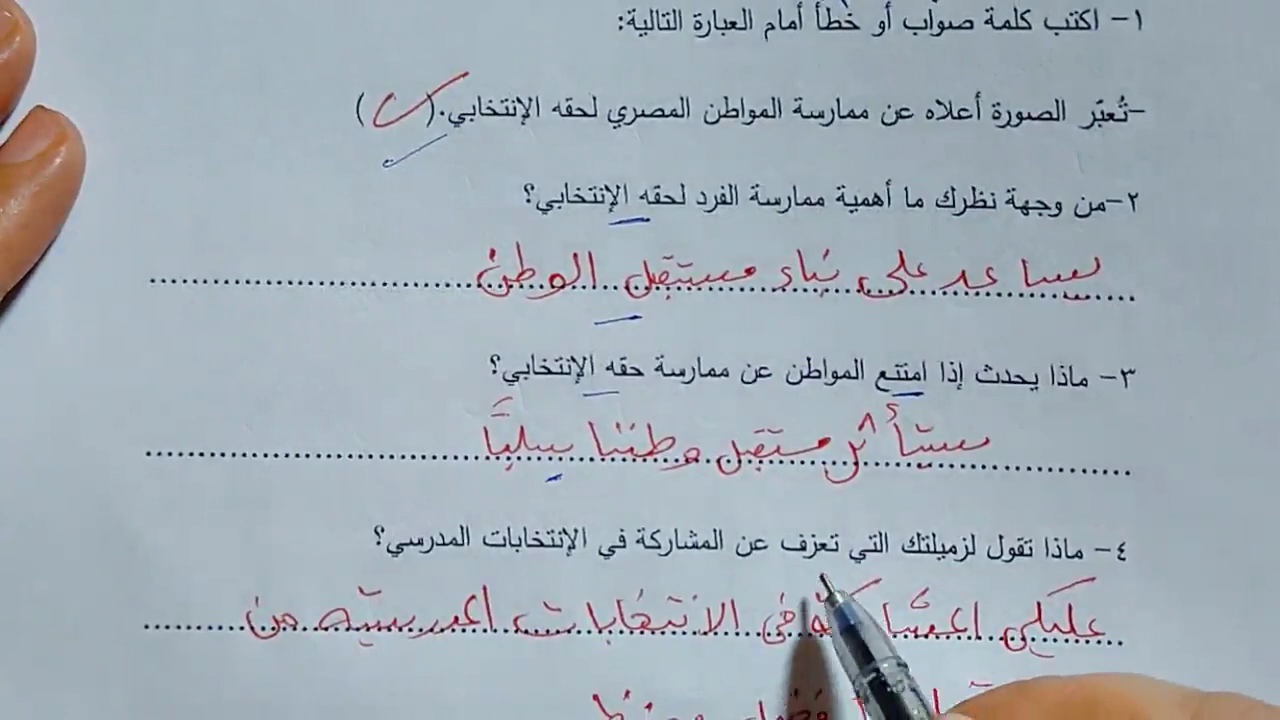 ١- اكتب كلمة صواب أو خطأ أمام العبارة التالية:
-تُعبّر الصورة أعلاه عن ممارسة المواطن المصري لحقه الإنتخابي.( )
٢-من وجهة نظرك ما أهمية ممارسة الفرد لحقه الإنتخابي؟
يساعد على بناء مستقبل الوطن
٣- ماذا يحدث إذا امتنع المواطن عن ممارسة حقه الإنتخابي؟
ستتأثر مستقبل وطننا سلبيًّا
٤- ماذا تقول لزميلتك التي تعزف عن المشاركة في الإنتخابات المدرسي؟
عليكي المشاركة في الانتخابات المدرسية من